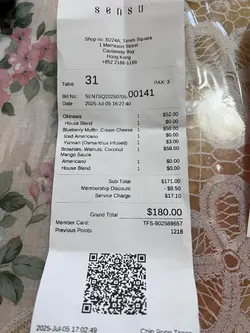 sensu
Shop no. B224A, Times Square
1 Matheson Street
Causeway Bay
Hong Kong
+852 2186-1189
Table 31 PAX: 3
Bill No.: SENTSQ20250705 00141
Date 2025-Jul-05 16:27:40
Okinawa 1 $52.00
House Blend 1 $0.00
Blueberry Muffin, Cream Cheese 1 $58.00
Iced Americano 1 $0.00
Yunnan (Osmanthus Infused) 1 $3.00
Brownies, Walnuts, Coconut 1 $58.00
Mango Sauce
Americano 1 $0.00
House Blend 1 $0.00
Sub Total $171.00
Membership Discount - $8.50
Service Charge $17.10
Grand Total $180.00
Member Card TFS-802589657
Previous Points 1218
2025-Jul-05 17:02:49